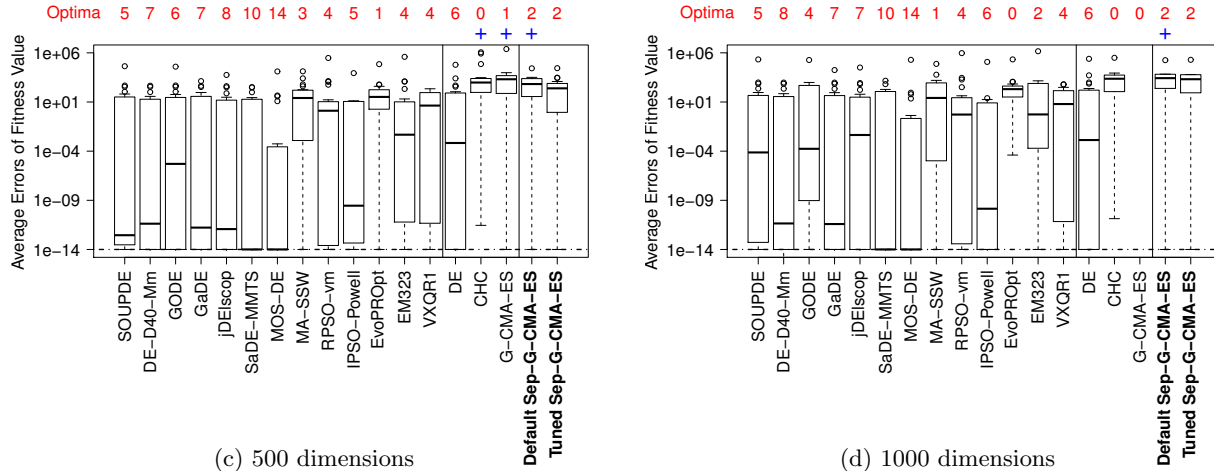 Optima 5 5 6 7 8 10 14 3 4 5 1 4 4 6 0 1 2 2
+ + +
Average Errors of Fitness Value
1e+06
1e+01
1e-04
1e-09
1e-14
SOUPDE
DE-D40-Mm
GODE
GaDE
jDElscop
SaDE-MMTS
MOS-DE
MA-SSW
RPSO-vm
IPSO-Powell
EvoPROpt
EM323
VXQR1
DE
CHC
G-CMA-ES
Default Sep-G-CMA-ES
Tuned Sep-G-CMA-ES
(c) 500 dimensions
Optima 5 8 4 7 7 10 14 1 4 6 0 2 4 6 0 0 2 2
+
Average Errors of Fitness Value
1e+06
1e+01
1e-04
1e-09
1e-14
SOUPDE
DE-D40-Mm
GODE
GaDE
jDElscop
SaDE-MMTS
MOS-DE
MA-SSW
RPSO-vm
IPSO-Powell
EvoPROpt
EM323
VXQR1
DE
CHC
G-CMA-ES
Default Sep-G-CMA-ES
Tuned Sep-G-CMA-ES
(d) 1000 dimensions